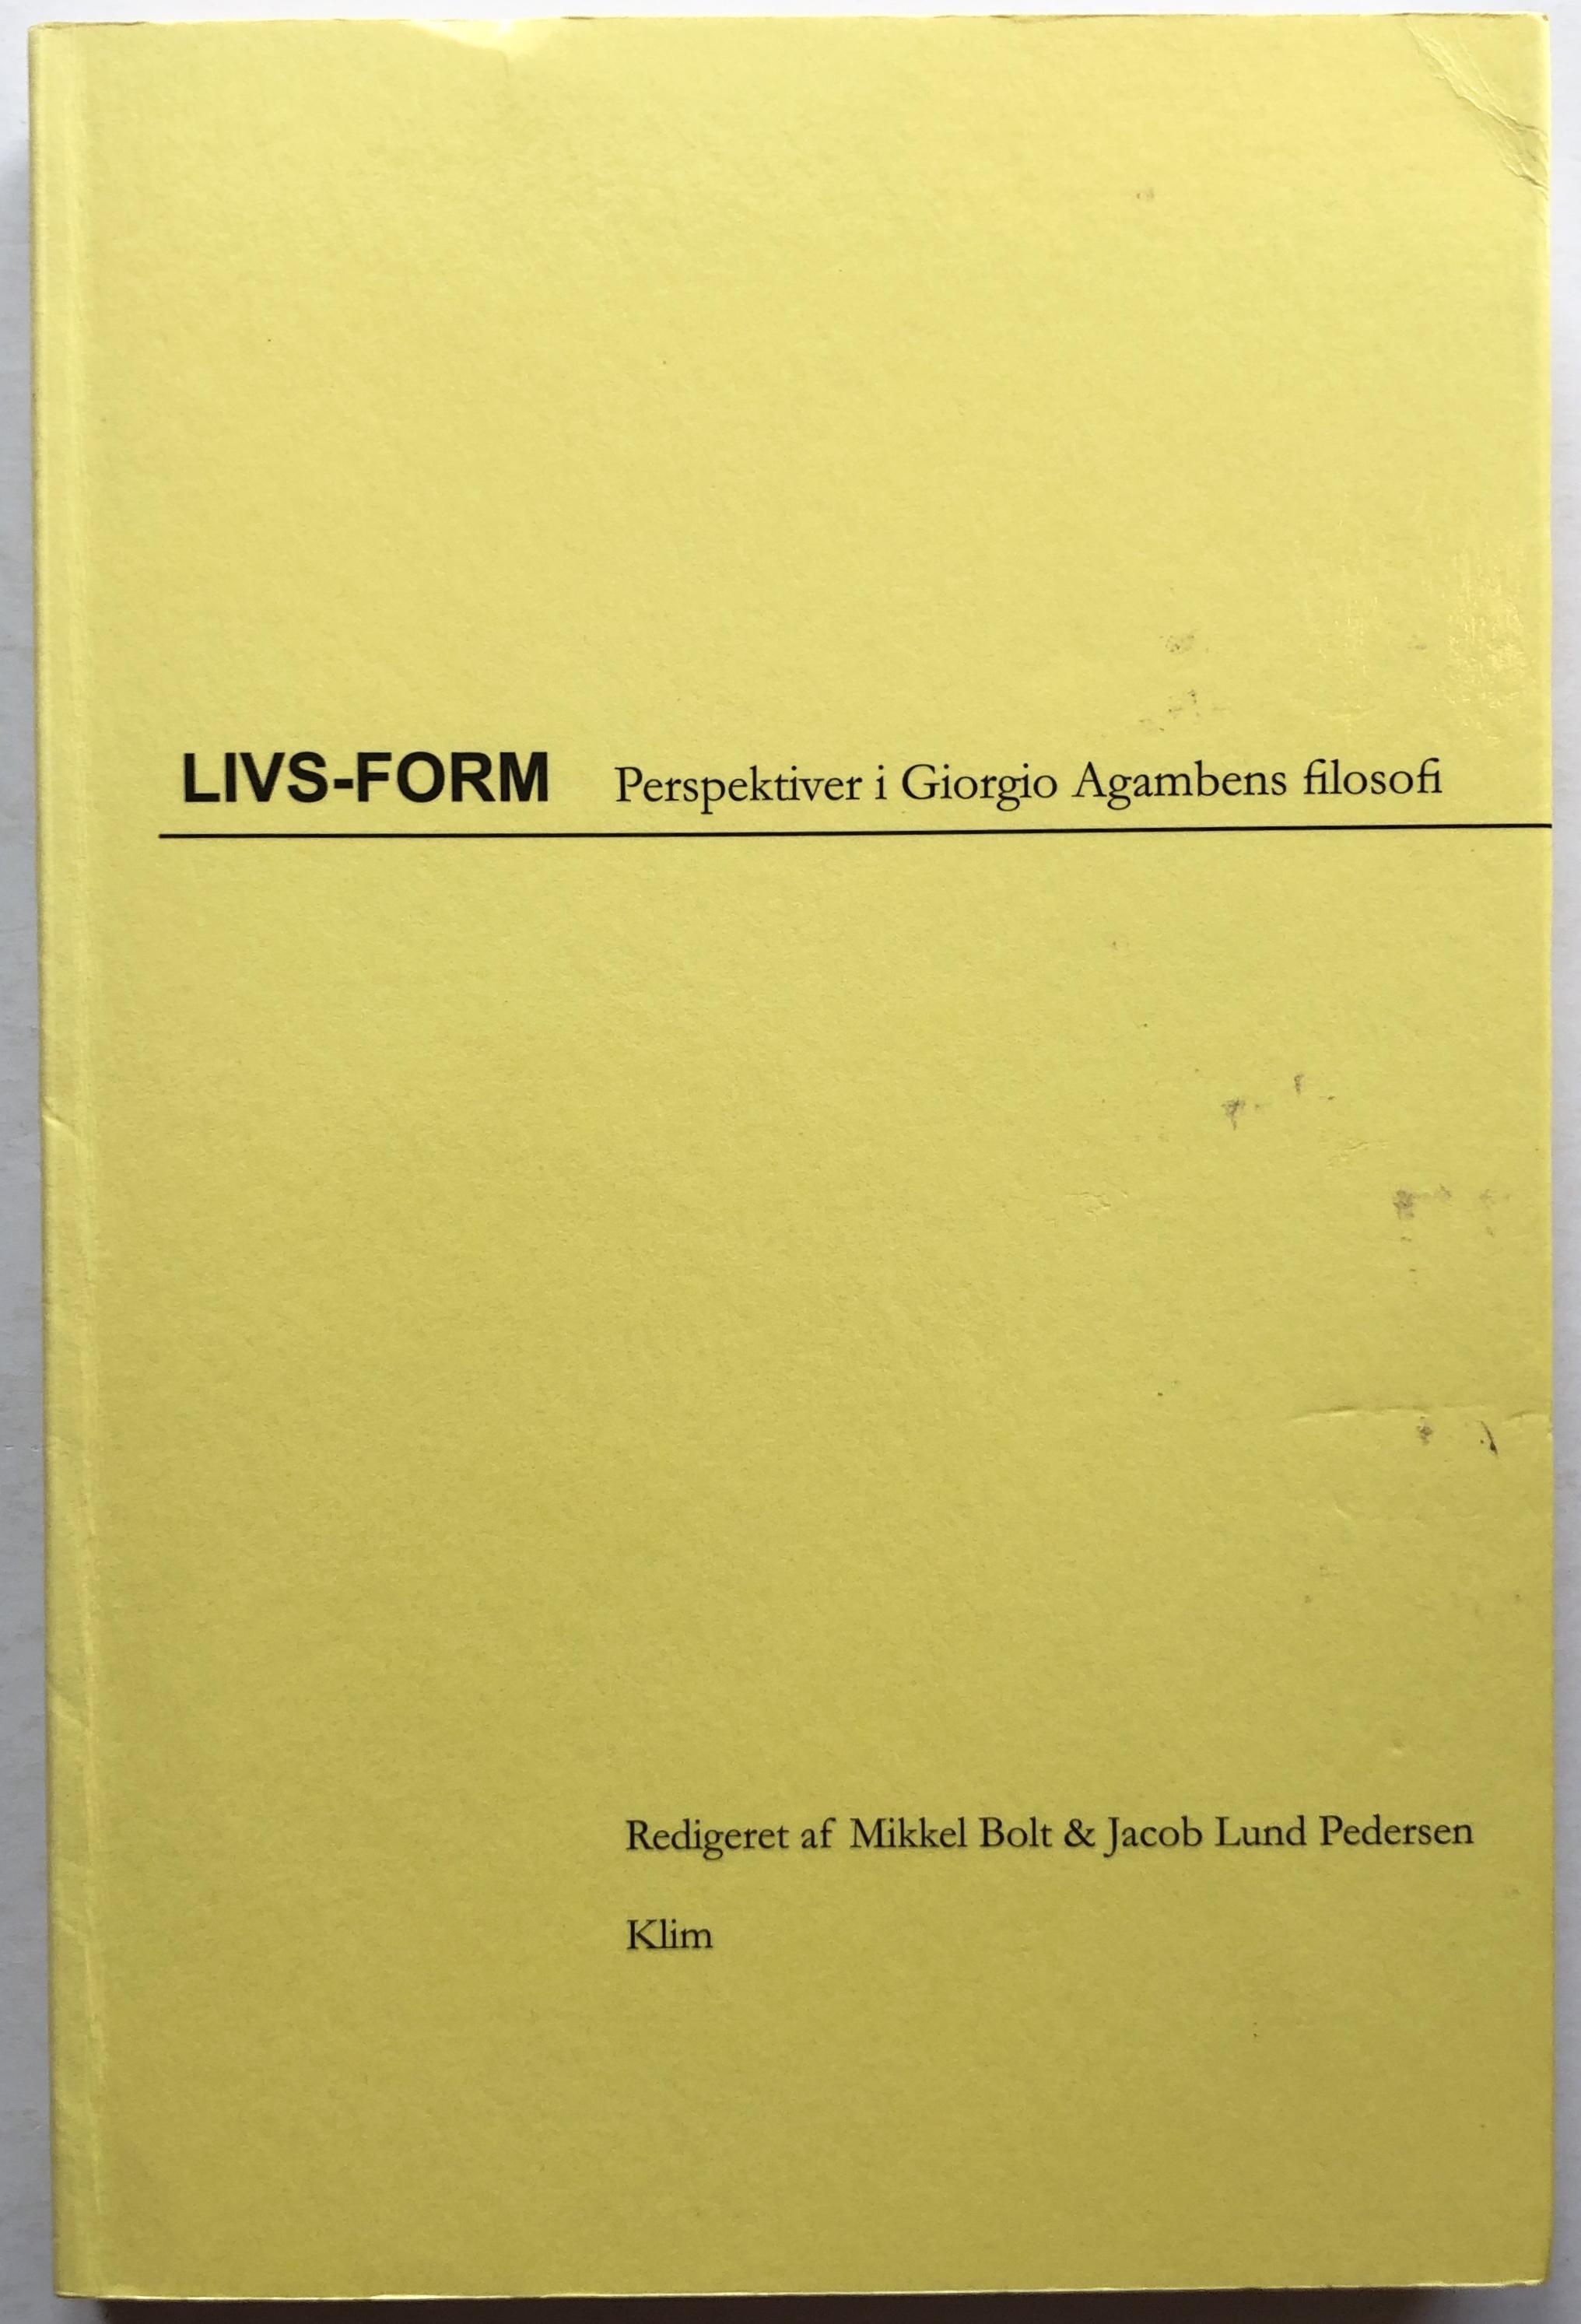 LIVS-FORM Perspektiver i Giorgio Agambens filosofi
Redigeret af Mikkel Bolt & Jacob Lund Pedersen
Klim